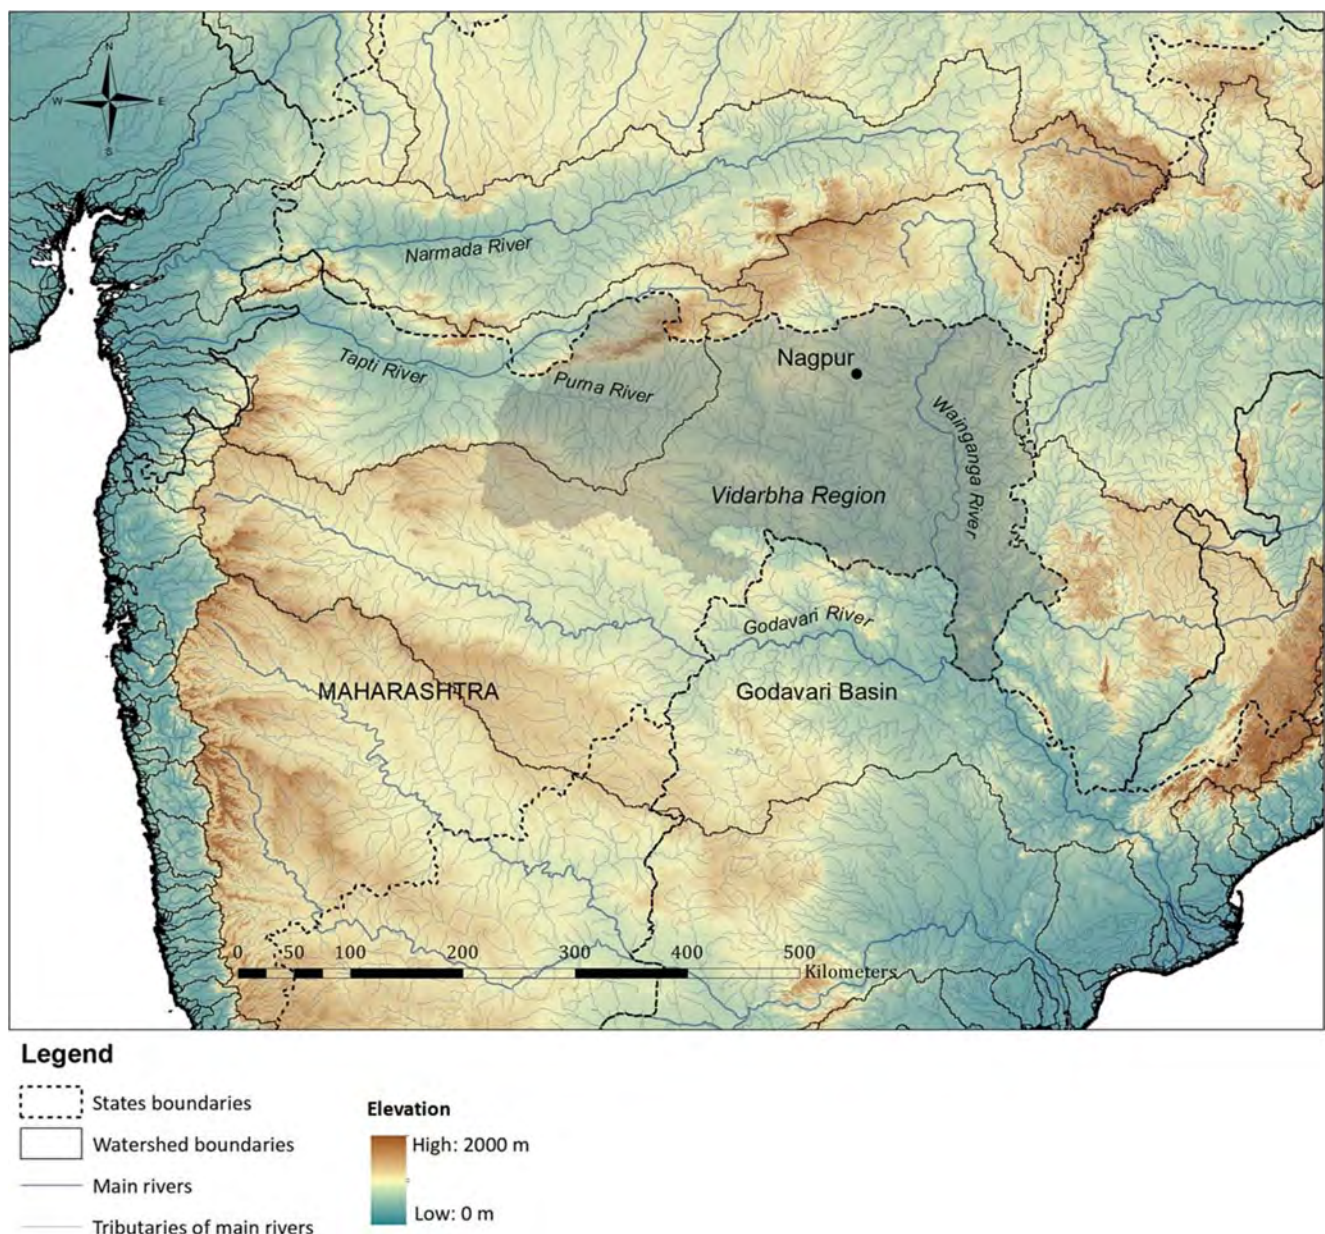 N
W E
S
Narmada River
Tapti River
Purna River
Nagpur
Wainganga River
Vidarbha Region
Godavari River
MAHARASHTRA
Godavari Basin
0 50 100 200 300 400 500
Kilometers
Legend
States boundaries
Watershed boundaries
Main rivers
Tributaries of main rivers
Elevation
High: 2000 m
Low: 0 m